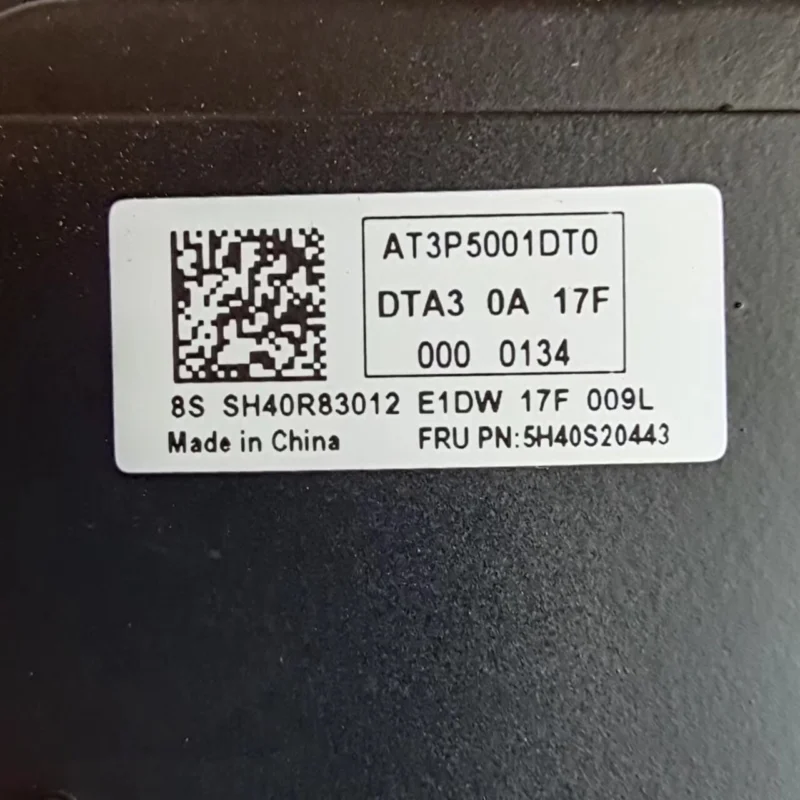 AT3P5001DT0
DTA3 0A 17F
000 0134
8S SH40R83012 E1DW 17F 009L
Made in China FRU PN:5H40S20443